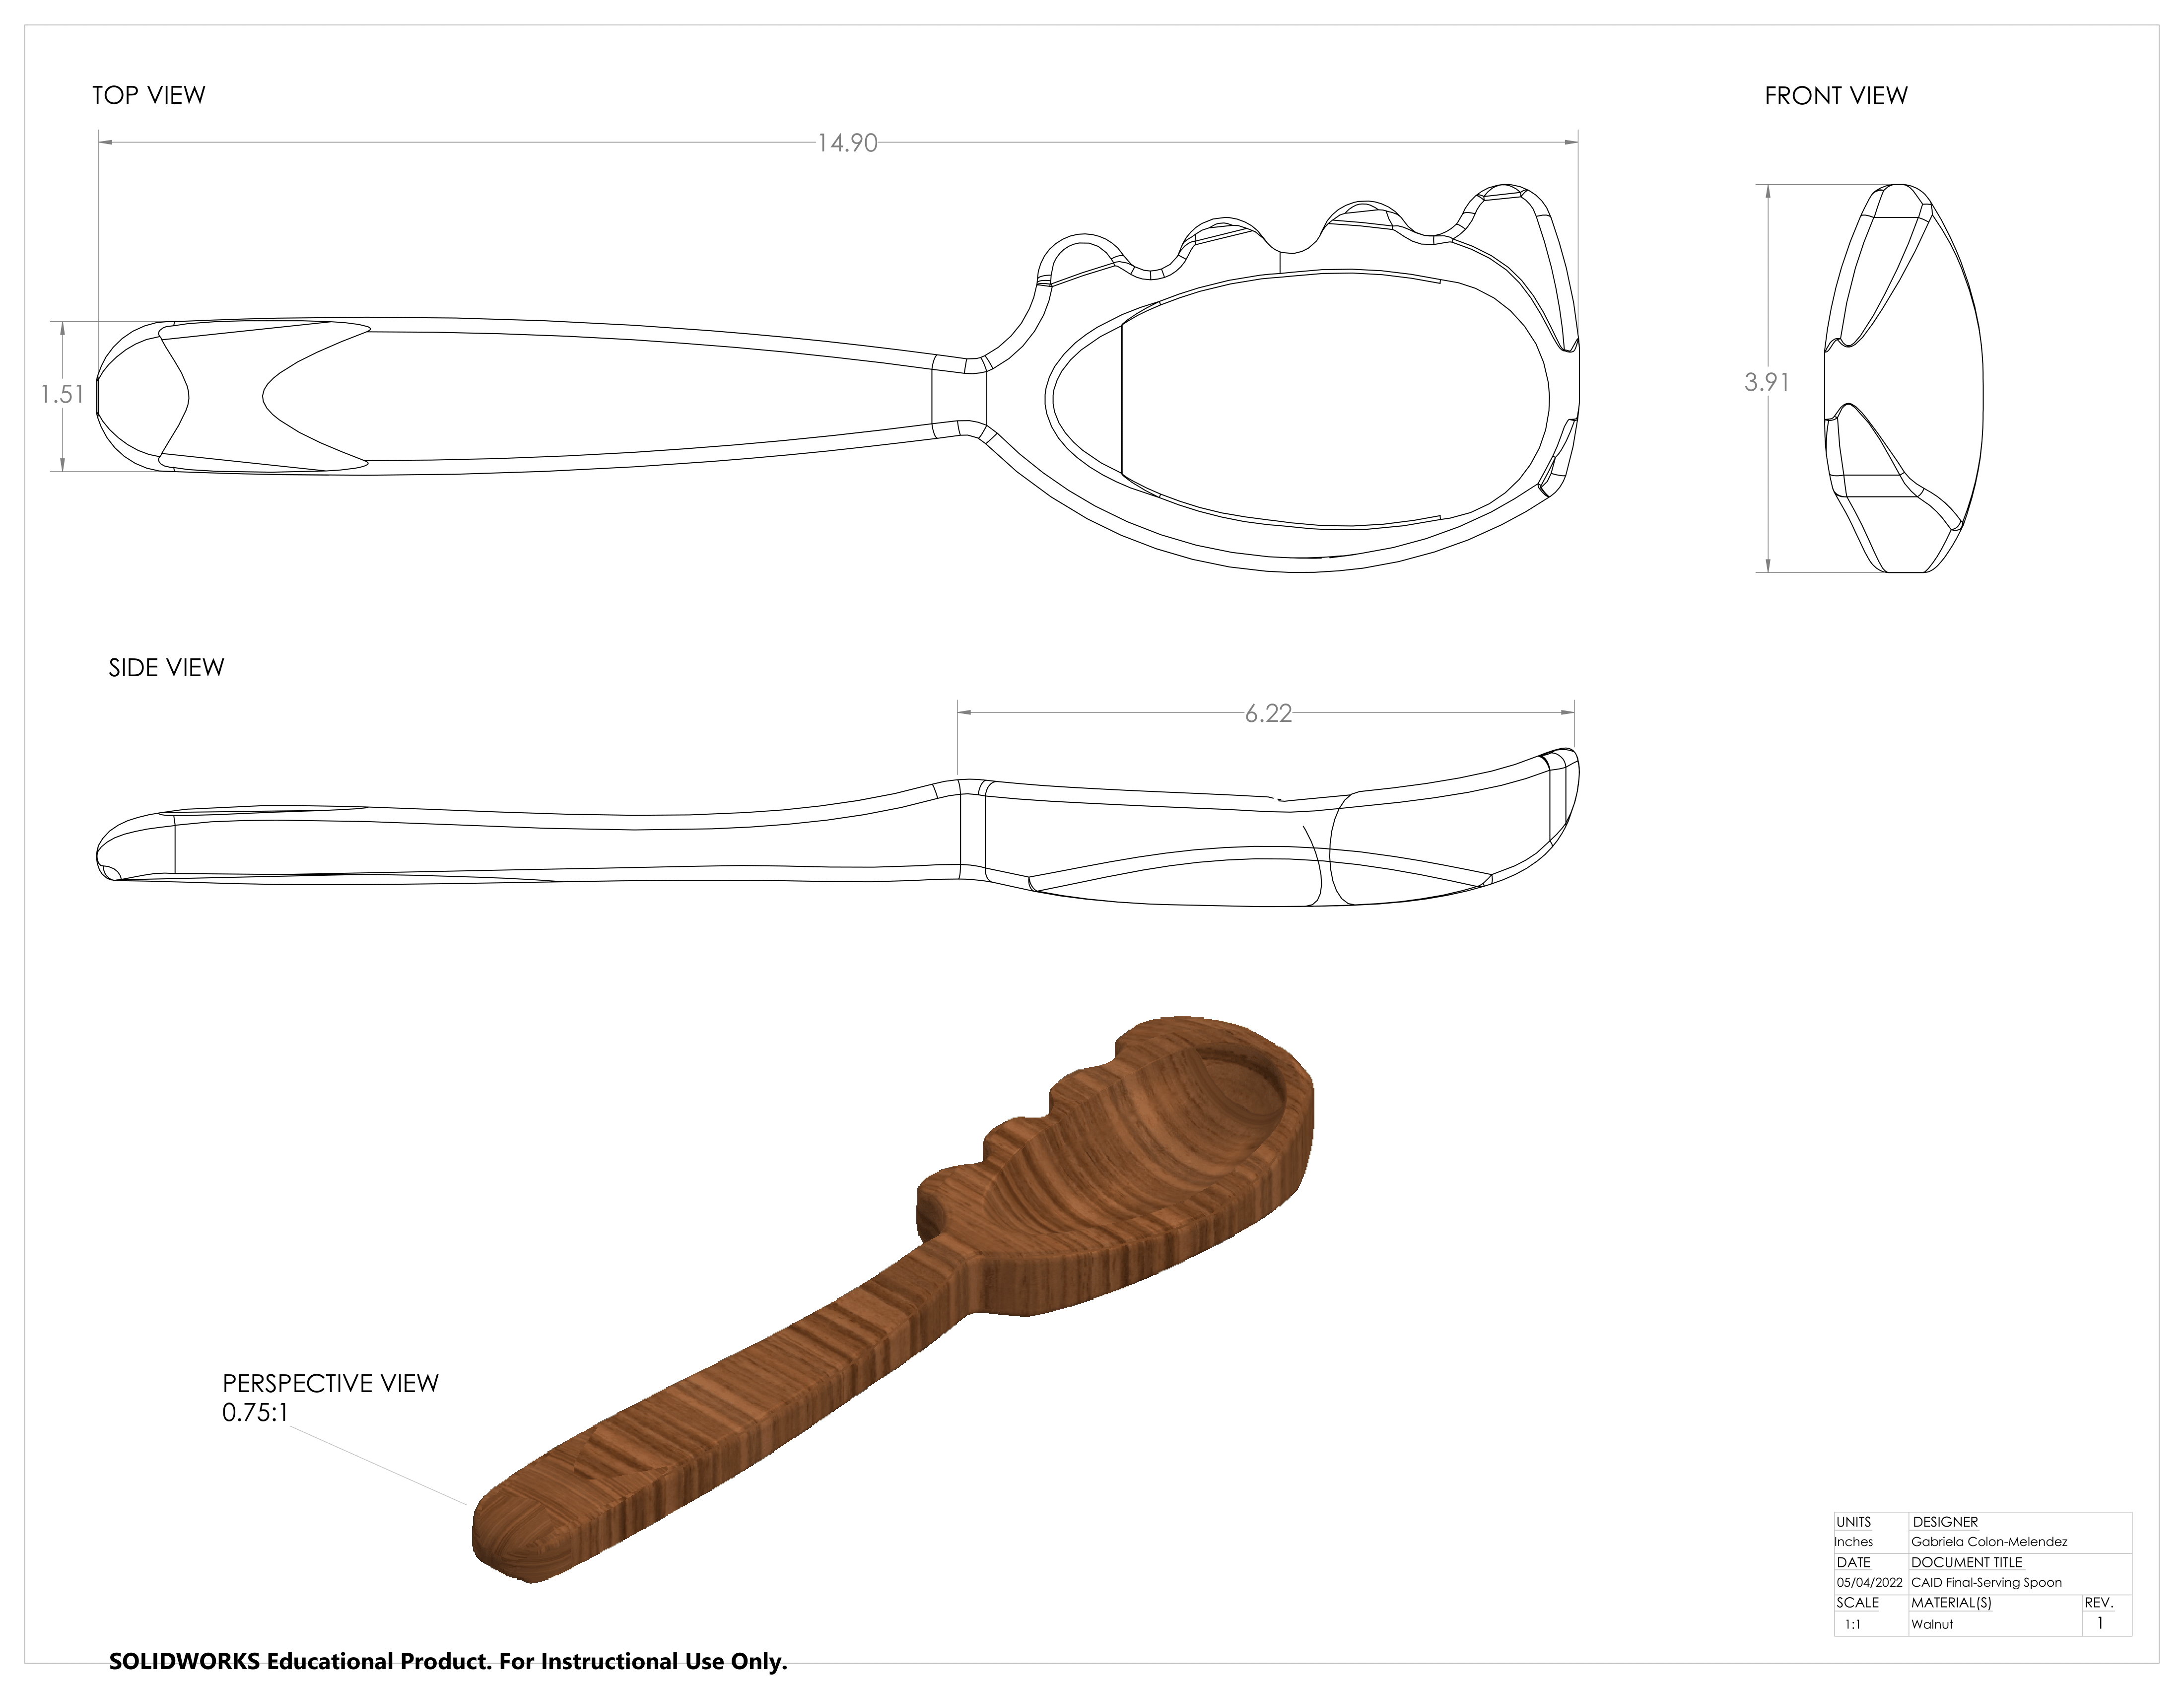 TOP VIEW
FRONT VIEW
14.90
1.51
3.91
SIDE VIEW
6.22
PERSPECTIVE VIEW
0.75:1
UNITS DESIGNER
Inches Gabriela Colon-Melendez
DATE DOCUMENT TITLE
05/04/2022 CAID Final-Serving Spoon
SCALE MATERIAL(S) REV.
1:1 Walnut 1
SOLIDWORKS Educational Product. For Instructional Use Only.